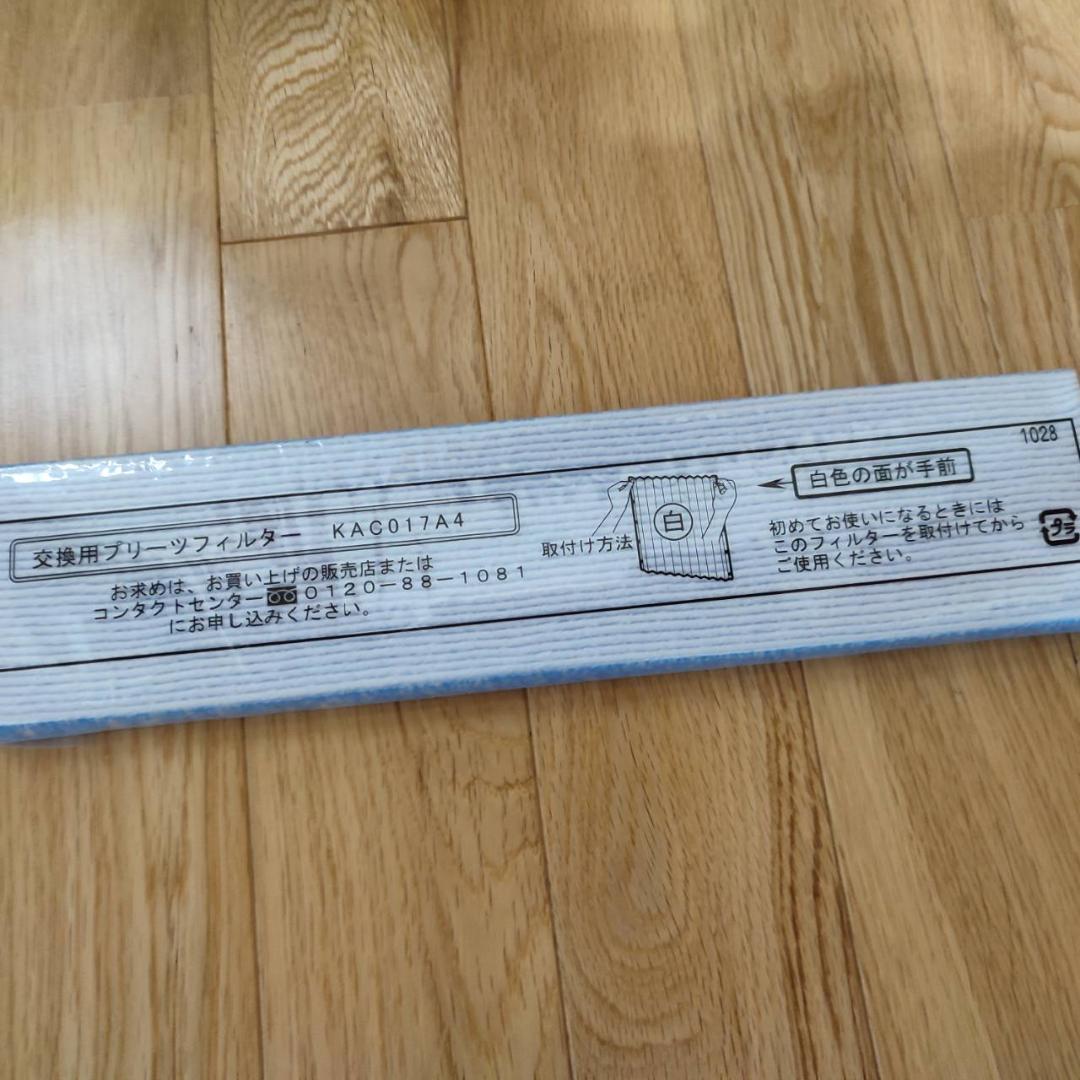 交換用プリーツフィルター KAC017A4
お求めは、お買い上げの販売店または
コンタクトセンター 0120-88-1081
にお申し込みください。
取付け方法
白
白色の面が手前
初めてお使いになるときには
このフィルターを取付けてから
ご使用ください。
1028
プラ